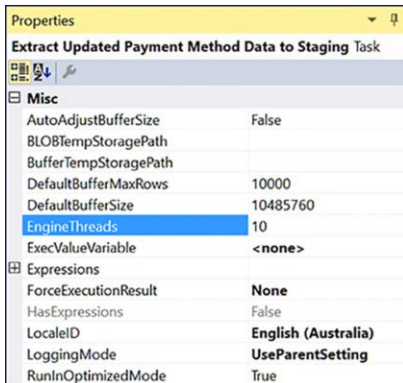 Properties
Extract Updated Payment Method Data to Staging Task
Misc
AutoAdjustBufferSize False
BLOBTempStoragePath
BufferTempStoragePath
DefaultBufferMaxRows 10000
DefaultBufferSize 10485760
EngineThreads 10
ExecValueVariable <none>
Expressions
ForceExecutionResult None
HasExpressions False
LocaleID English (Australia)
LoggingMode UseParentSetting
RunInOptimizedMode True